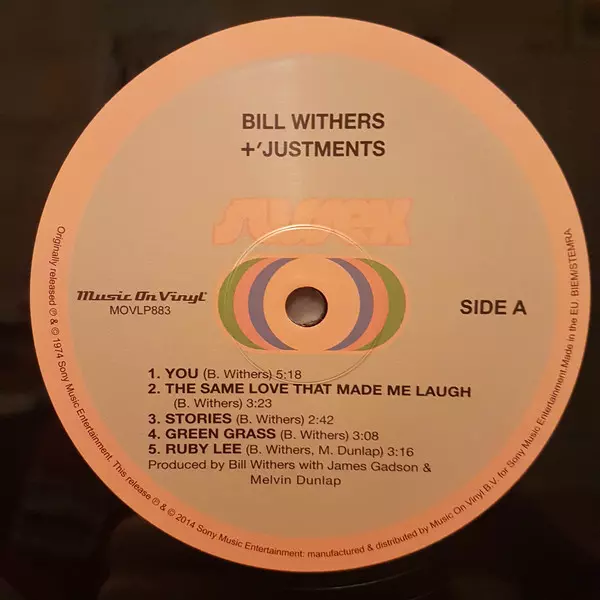 BILL WITHERS
+'JUSTMENTS
SUSSEX
Music On Vinyl
MOVLP883
SIDE A
1. YOU (B. Withers) 5:18
2. THE SAME LOVE THAT MADE ME LAUGH
(B. Withers) 3:23
3. STORIES (B. Withers) 2:42
4. GREEN GRASS (B. Withers) 3:08
5. RUBY LEE (B. Withers, M. Dunlap) 3:16
Produced by Bill Withers with James Gadson &
Melvin Dunlap
Originally released ℗ & © 1974 Sony Music Entertainment. This release ℗ & © 2014 Sony Music Entertainment: manufactured & distributed by Music On Vinyl B.V. for Sony Music Entertainment. Made in the EU. BIEM/STEMRA